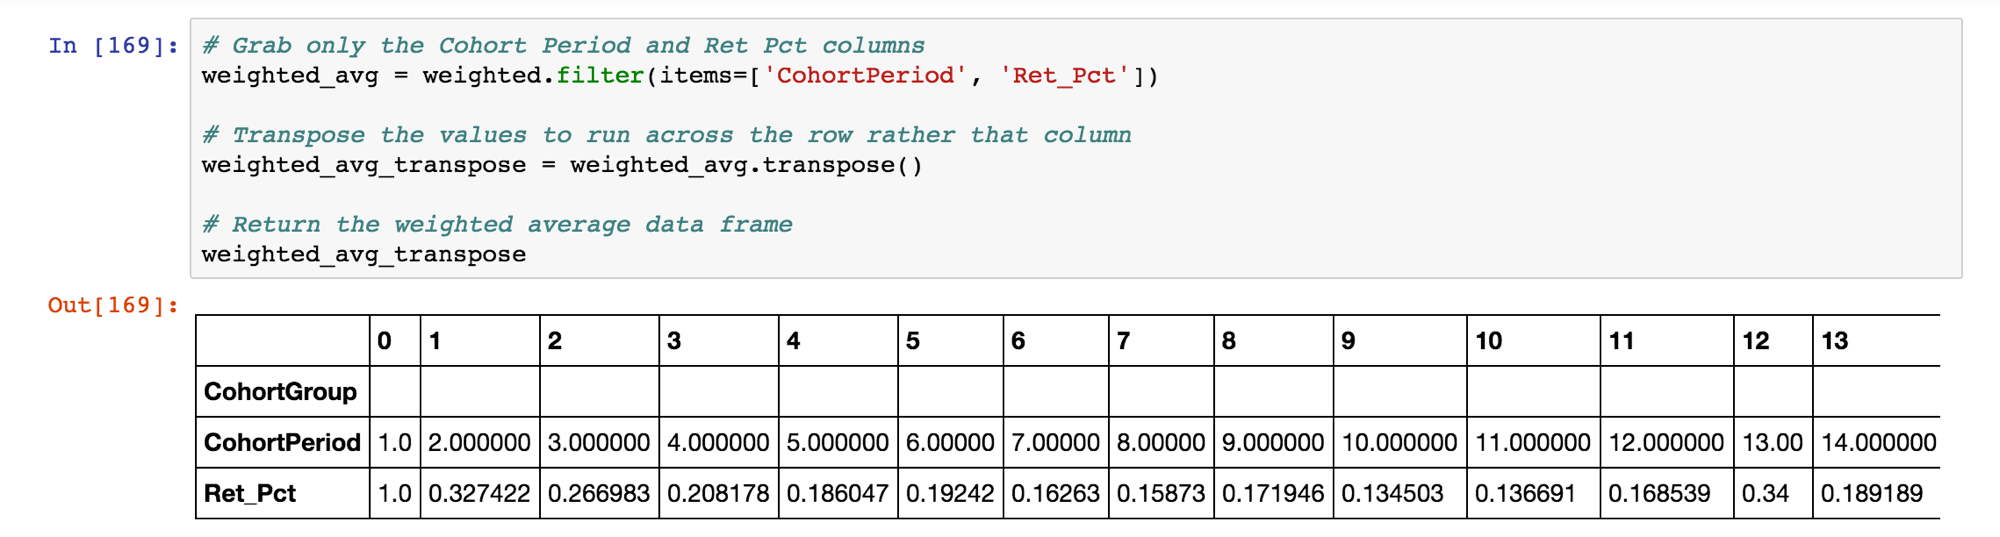 In [169]: # Grab only the Cohort Period and Ret Pct columns
weighted_avg = weighted.filter(items=['CohortPeriod', 'Ret_Pct'])
# Transpose the values to run across the row rather that column
weighted_avg_transpose = weighted_avg.transpose()
# Return the weighted average data frame
weighted_avg_transpose
Out[169]:
0 1 2 3 4 5 6 7 8 9 10 11 12 13
CohortGroup
CohortPeriod 1.0 2.000000 3.000000 4.000000 5.000000 6.00000 7.00000 8.00000 9.000000 10.000000 11.000000 12.000000 13.00 14.000000
Ret_Pct 1.0 0.327422 0.266983 0.208178 0.186047 0.19242 0.16263 0.15873 0.171946 0.134503 0.136691 0.168539 0.34 0.189189